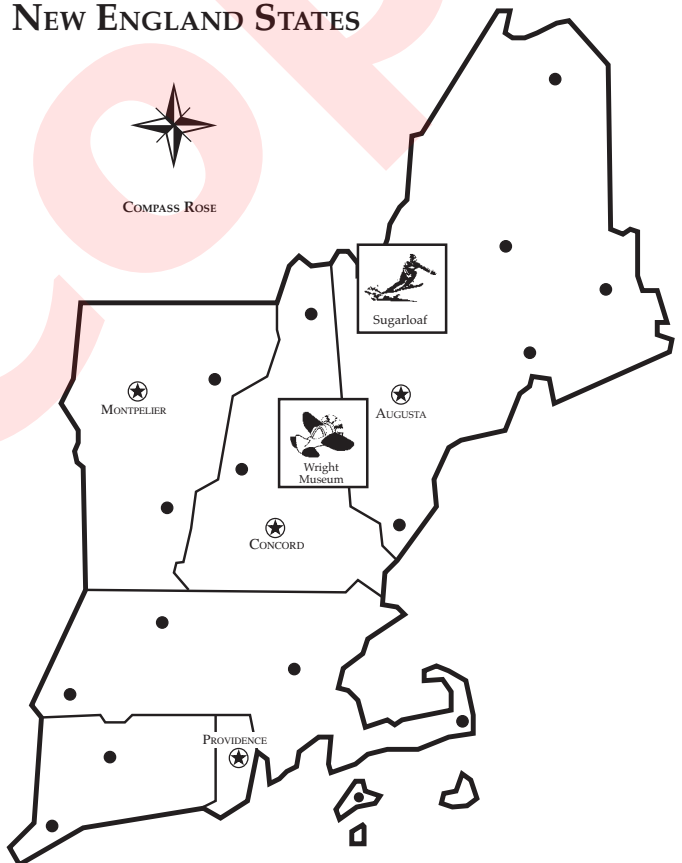 NEW ENGLAND STATES
COMPASS ROSE
Sugarloaf
MONTPELIER
AUGUSTA
Wright
Museum
CONCORD
PROVIDENCE